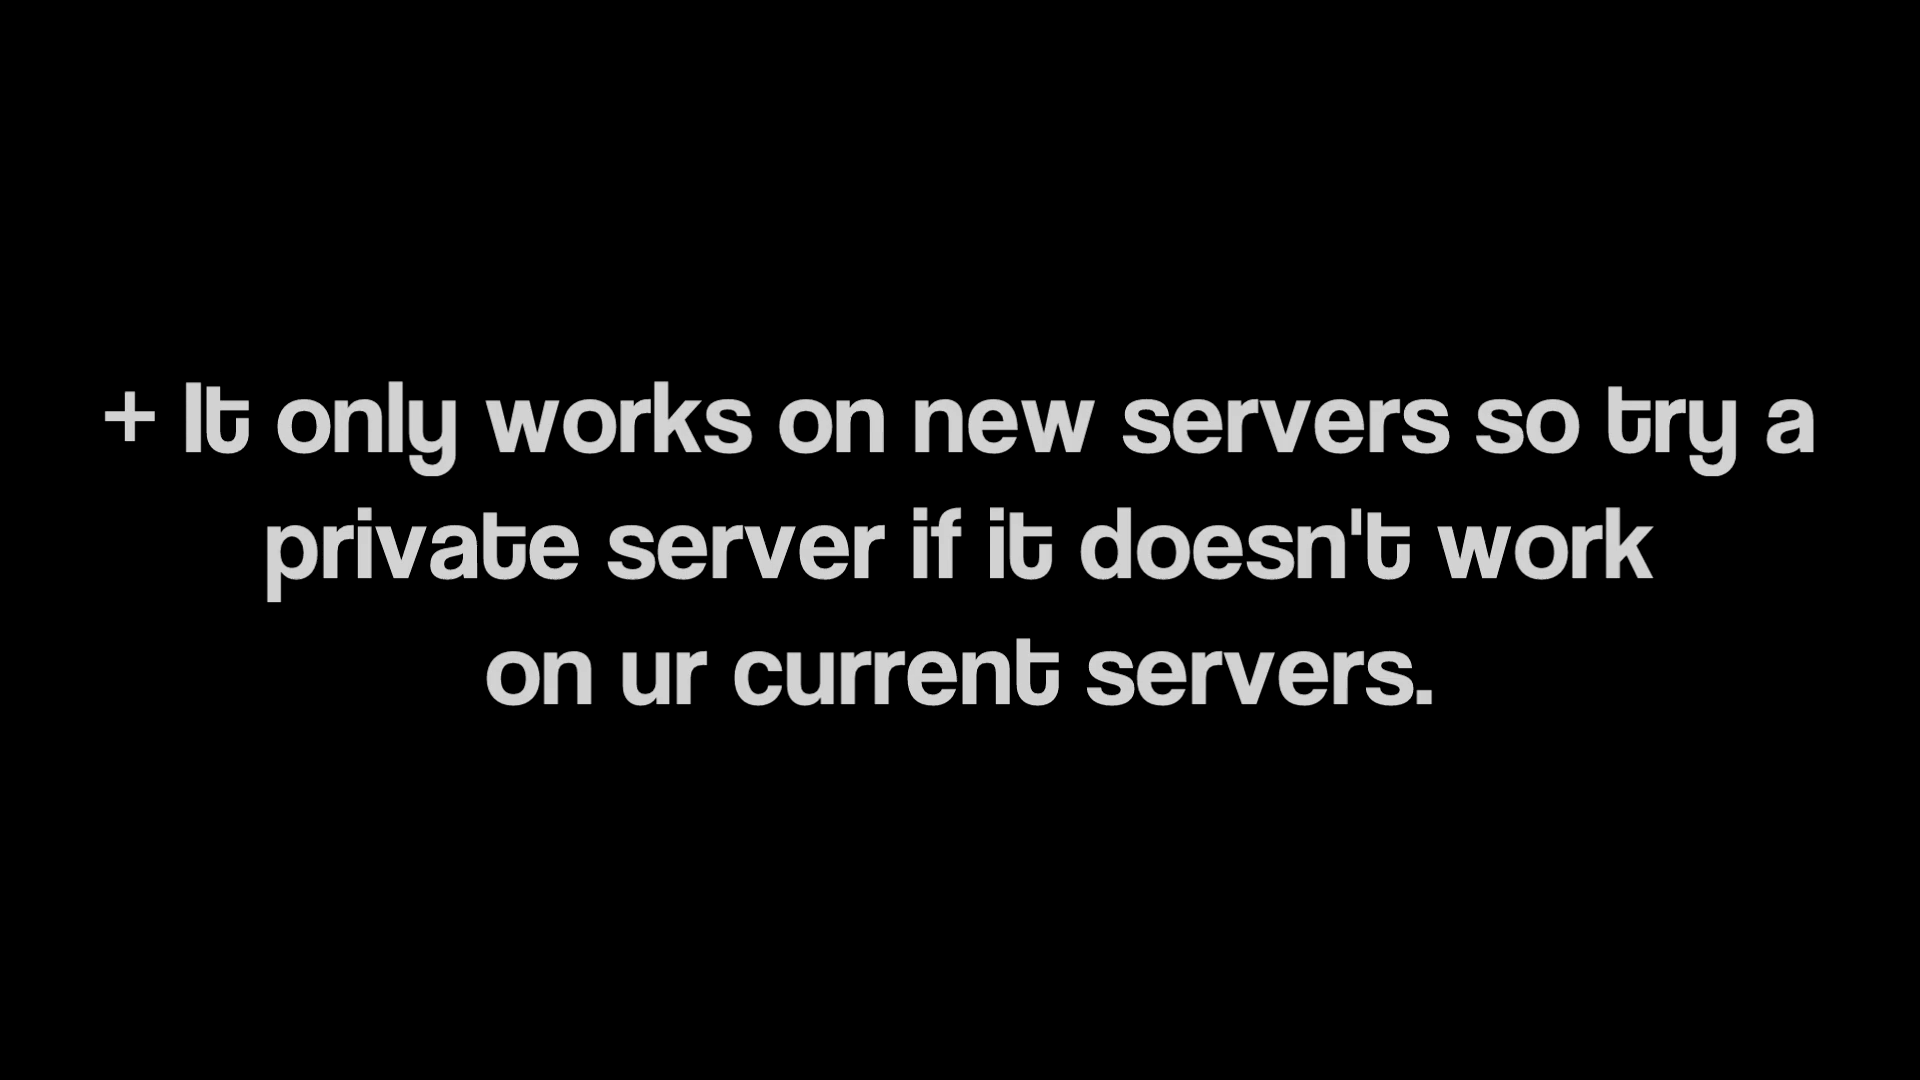 + It only works on new servers so try a
private server if it doesn't work
on ur current servers.